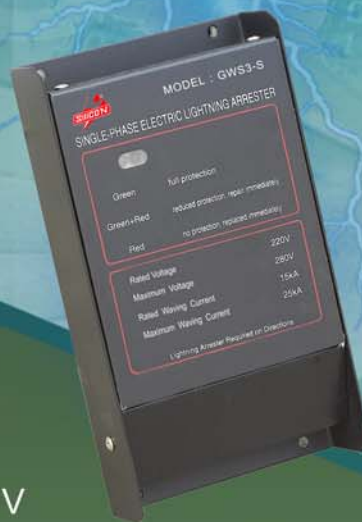 MODEL : GWS3-S
SINCON
SINGLE-PHASE ELECTRIC LIGHTNING ARRESTER
Green full protection
Green+Red reduced protection, repair immediately
Red no protection, replaced immediately
Rated Voltage 220V
Maximum Voltage 280V
Rated Waving Current 15kA
Maximum Waving Current 25kA
Lightning Arrester Required on Directions
V